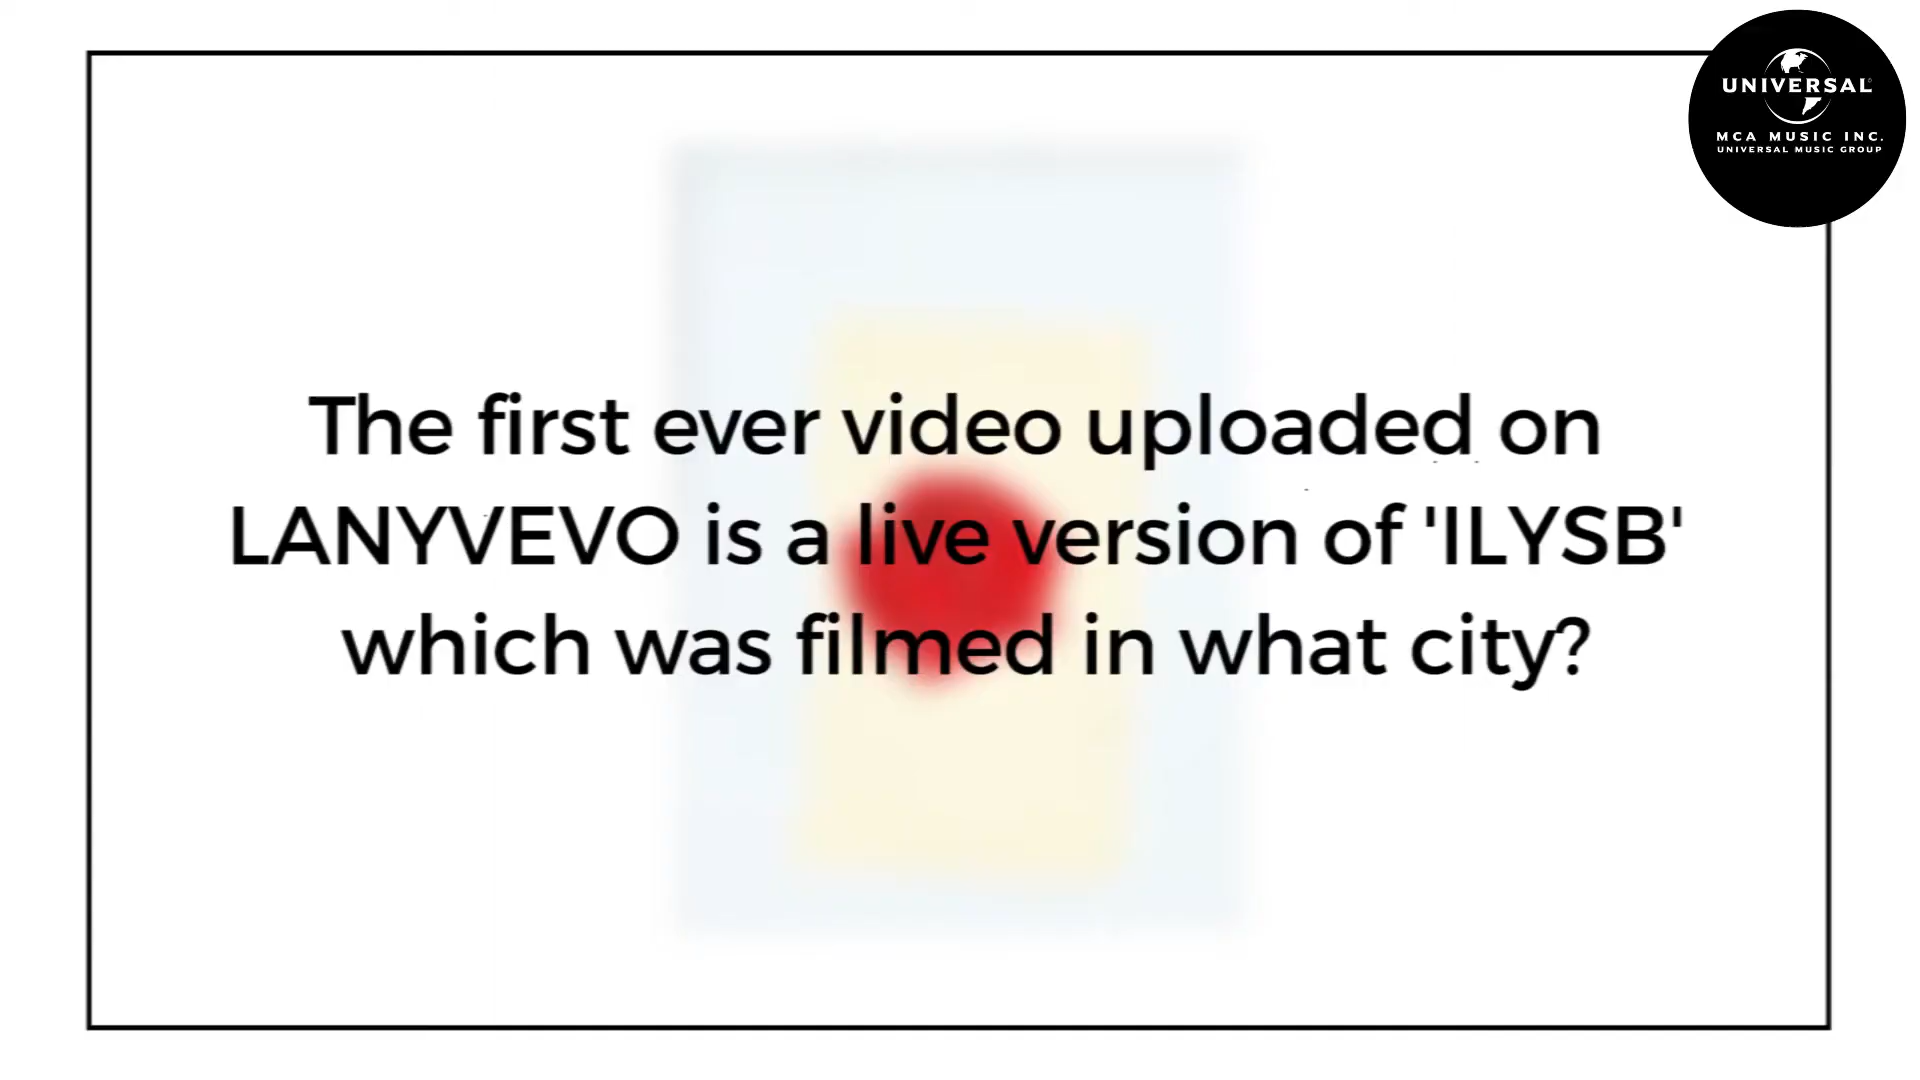 UNIVERSAL
MCA MUSIC INC.
UNIVERSAL MUSIC GROUP
The first ever video uploaded on
LANYVEVO is a live version of 'ILYSB'
which was filmed in what city?